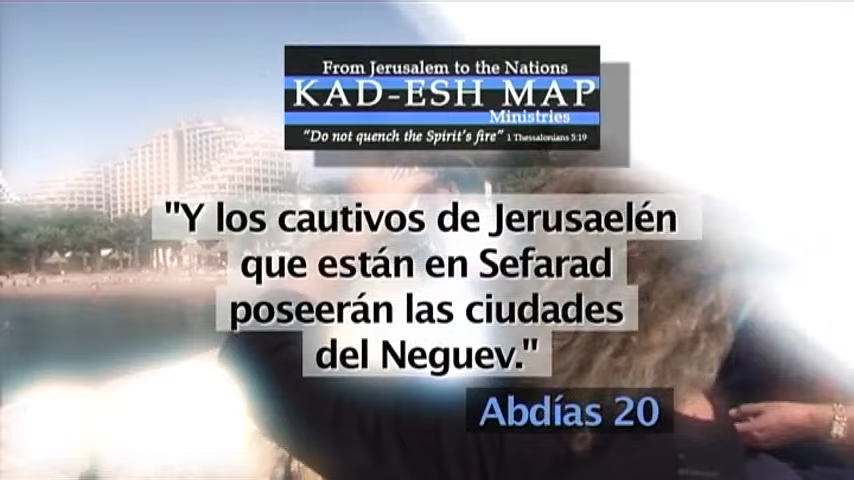 From Jerusalem to the Nations
KAD-ESH MAP
Ministries
"Do not quench the Spirit's fire" 1 Thessalonians 5:19
"Y los cautivos de Jerusaelén
que están en Sefarad
poseerán las ciudades
del Neguev."
Abdías 20